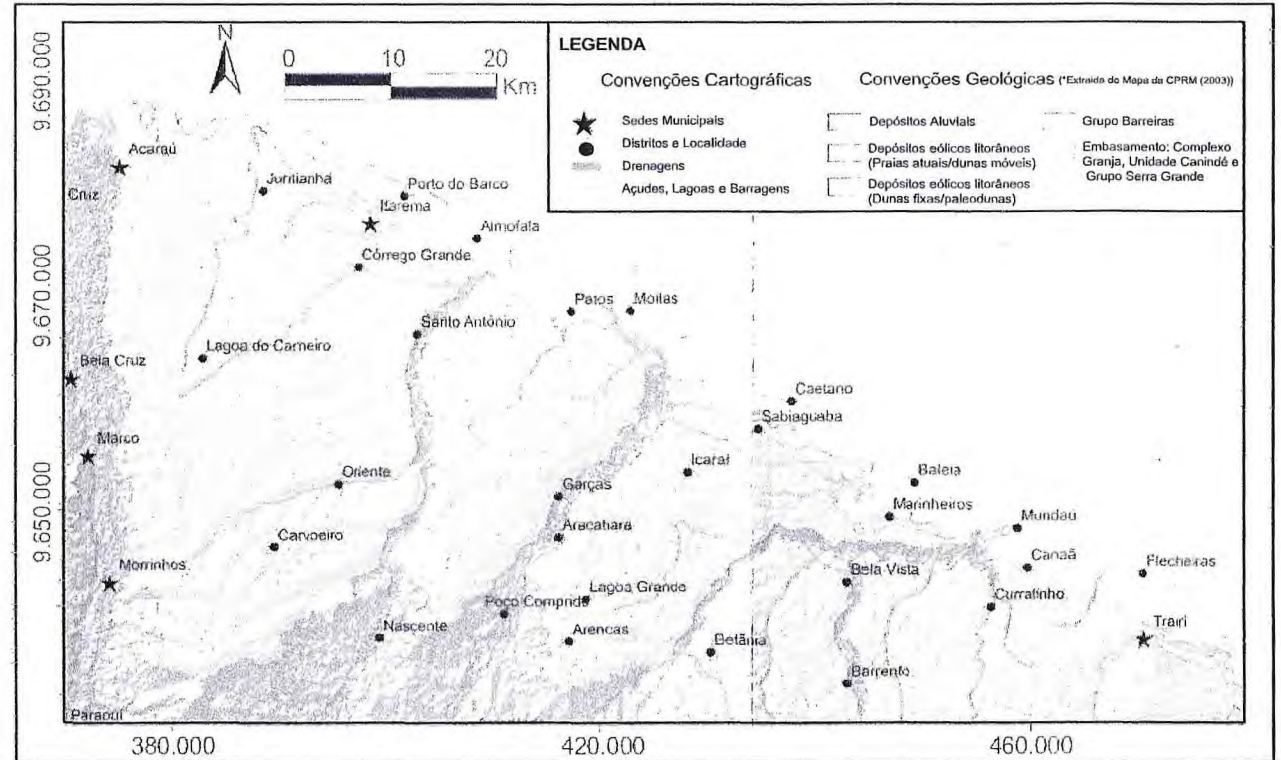 9.690.000
9.670.000
9.650.000
N
0 10 20
Km
LEGENDA
Convenções Cartográficas
Sedes Municipais
Distritos e Localidade
Drenagens
Açudes, Lagoas e Barragens
Convenções Geológicas (*Extraída do Mapa da CPRM (2003))
Depósitos Aluviais
Depósitos eólicos litorâneos
(Praias atuais/dunas móveis)
Depósitos eólicos litorâneos
(Dunas fixas/paleodunas)
Grupo Barreiras
Embasamento: Complexo
Granja, Unidade Canindé e
Grupo Serra Grande
Acaraú
Cruz
Juritianha
Porto do Barco
Itarema
Almofala
Córrego Grande
Patos
Moitas
Santo Antônio
Lagoa do Carneiro
Bela Cruz
Caetano
Sabiaguaba
Marco
Icaraí
Baleia
Oriente
Garças
Marinheiros
Mundaú
Aracatiara
Carvoeiro
Canaã
Flecheiras
Morrinhos
Bela Vista
Lagoa Grande
Curralinho
Poço Comprido
Trairi
Nascente
Arencas
Betânia
Barrento
Paraoui
380.000
420.000
460.000